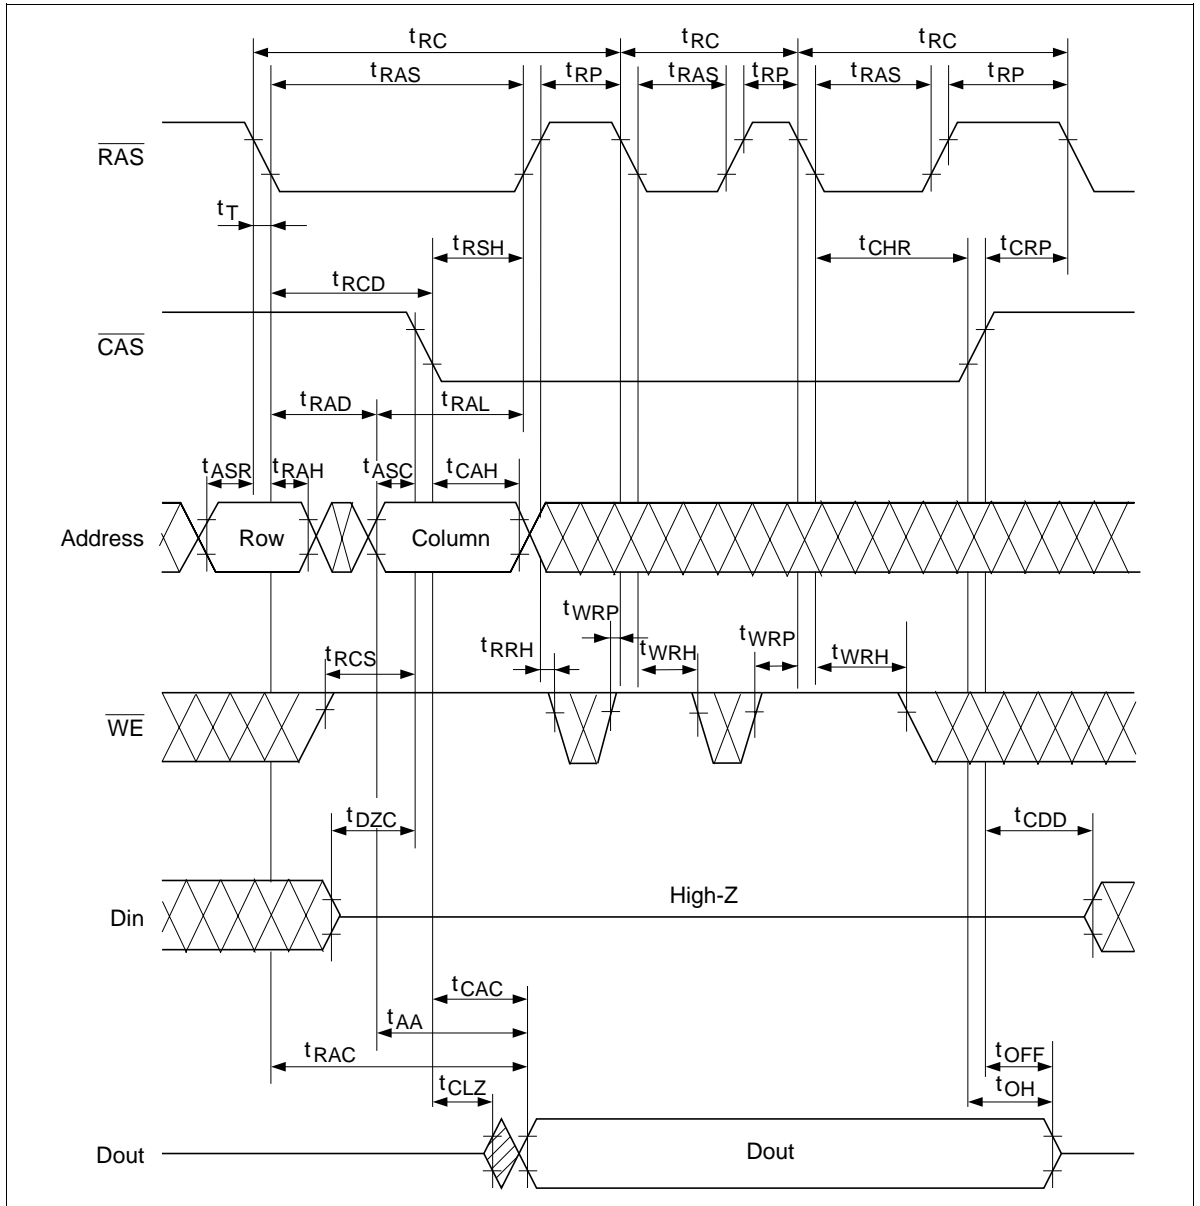 tRC tRC tRC
tRAS tRP tRAS tRP tRAS tRP
RAS
tT
tRSH tCHR tCRP
tRCD
CAS
tRAD tRAL
tASR tRAH tASC tCAH
Address Row Column
tWRP
tRRH tWRH tWRP tWRH
tRCS
WE
tDZC tCDD
High-Z
Din
tCAC
tAA
tRAC tOFF
tCLZ tOH
Dout Dout